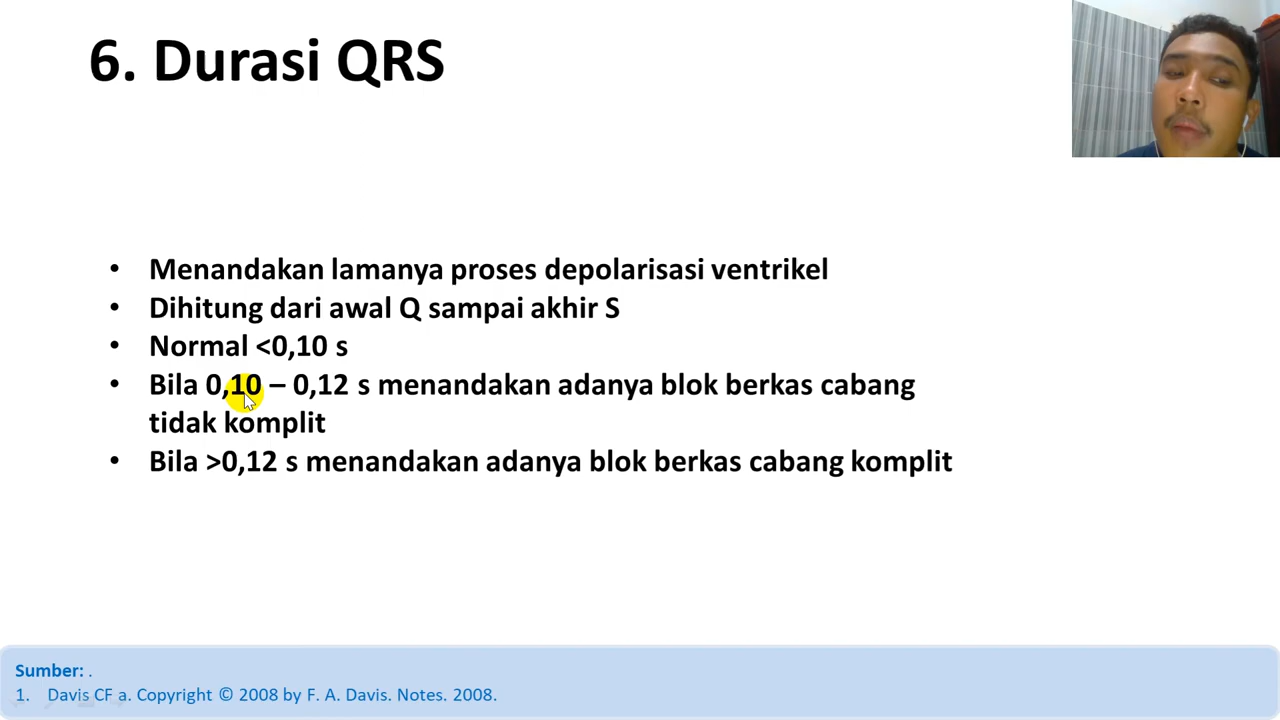 6. Durasi QRS
• Menandakan lamanya proses depolarisasi ventrikel
• Dihitung dari awal Q sampai akhir S
• Normal <0,10 s
• Bila 0,10 – 0,12 s menandakan adanya blok berkas cabang
tidak komplit
• Bila >0,12 s menandakan adanya blok berkas cabang komplit
Sumber: .
1. Davis CF a. Copyright © 2008 by F. A. Davis. Notes. 2008.